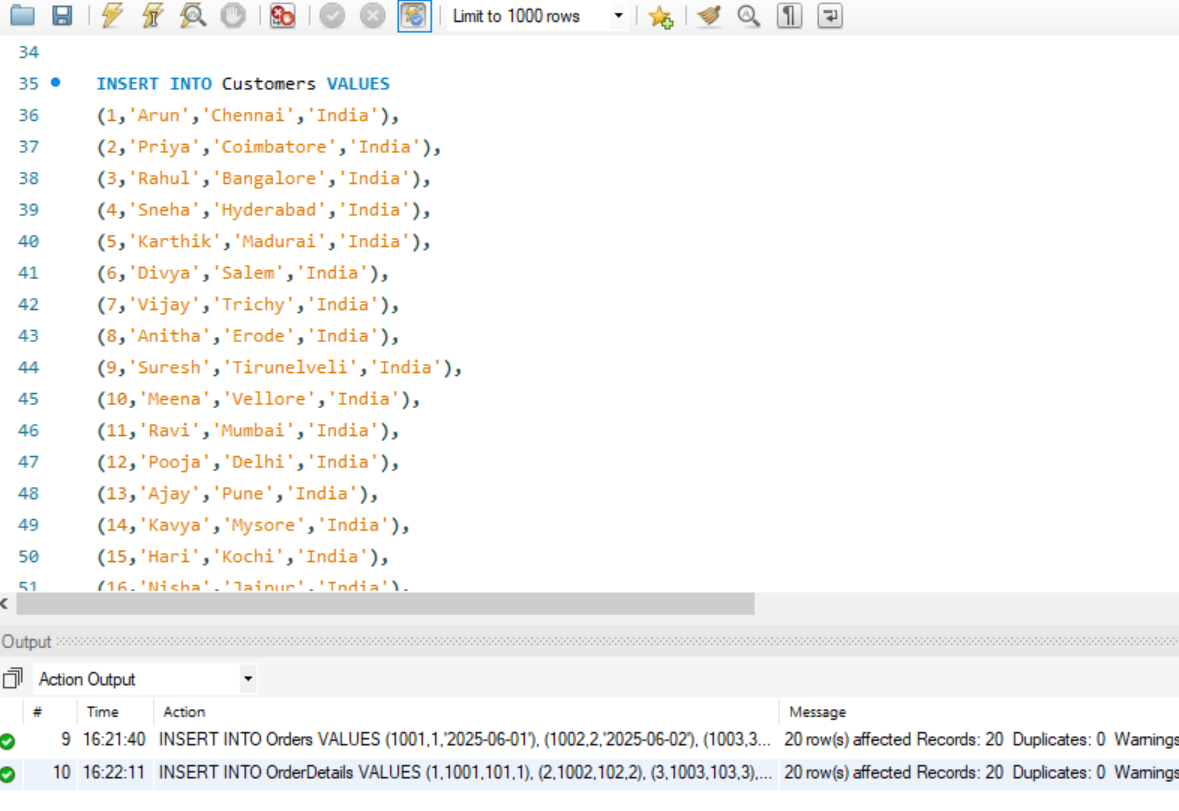 Limit to 1000 rows
34
35 INSERT INTO Customers VALUES
36 (1,'Arun','Chennai','India'),
37 (2,'Priya','Coimbatore','India'),
38 (3,'Rahul','Bangalore','India'),
39 (4,'Sneha','Hyderabad','India'),
40 (5,'Karthik','Madurai','India'),
41 (6,'Divya','Salem','India'),
42 (7,'Vijay','Trichy','India'),
43 (8,'Anitha','Erode','India'),
44 (9,'Suresh','Tirunelveli','India'),
45 (10,'Meena','Vellore','India'),
46 (11,'Ravi','Mumbai','India'),
47 (12,'Pooja','Delhi','India'),
48 (13,'Ajay','Pune','India'),
49 (14,'Kavya','Mysore','India'),
50 (15,'Hari','Kochi','India'),
51 (16,'Nisha','Jaipur','India'),
Output
Action Output
# Time Action Message
9 16:21:40 INSERT INTO Orders VALUES (1001,1,'2025-06-01'), (1002,2,'2025-06-02'), (1003,3... 20 row(s) affected Records: 20 Duplicates: 0 Warnings
10 16:22:11 INSERT INTO OrderDetails VALUES (1,1001,101,1), (2,1002,102,2), (3,1003,103,3),... 20 row(s) affected Records: 20 Duplicates: 0 Warnings